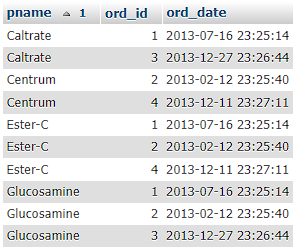 pname 1 ord_id ord_date
Caltrate 1 2013-07-16 23:25:14
Caltrate 3 2013-12-27 23:26:44
Centrum 2 2013-02-12 23:25:40
Centrum 4 2013-12-11 23:27:11
Ester-C 1 2013-07-16 23:25:14
Ester-C 2 2013-02-12 23:25:40
Ester-C 4 2013-12-11 23:27:11
Glucosamine 1 2013-07-16 23:25:14
Glucosamine 2 2013-02-12 23:25:40
Glucosamine 3 2013-12-27 23:26:44